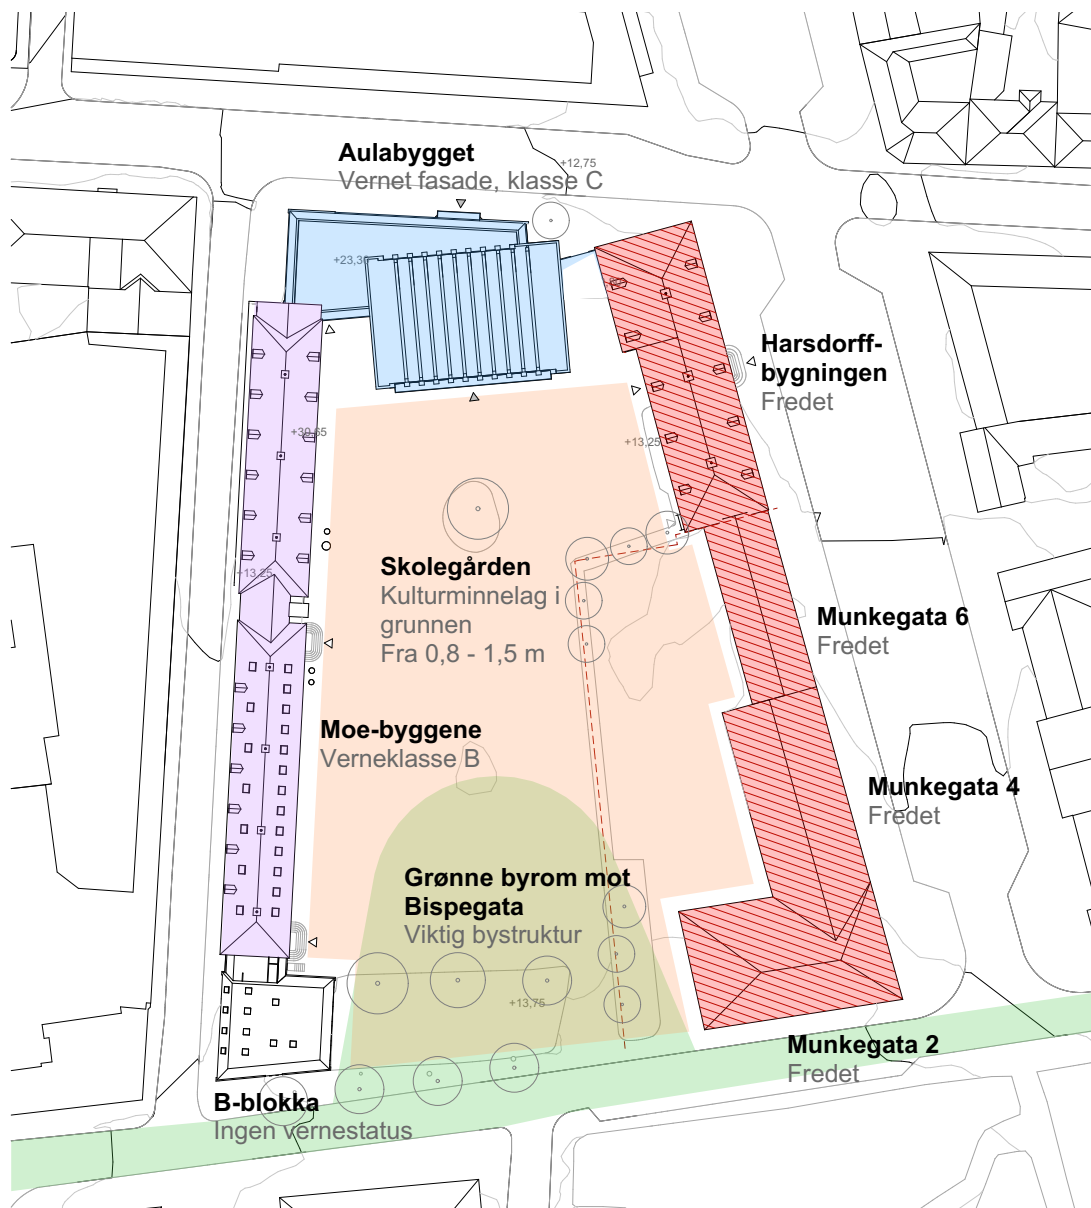 Aulabygget
Vernet fasade, klasse C
+12,75
+23,30
Harsdorff-
bygningen
Fredet
+39,65
+13,25
Skolegården
Kulturminnelag i
grunnen
Fra 0,8 - 1,5 m
+13,25
Munkegata 6
Fredet
Moe-byggene
Verneklasse B
Munkegata 4
Fredet
Grønne byrom mot
Bispegata
Viktig bystruktur
+13,75
Munkegata 2
Fredet
B-blokka
Ingen vernestatus